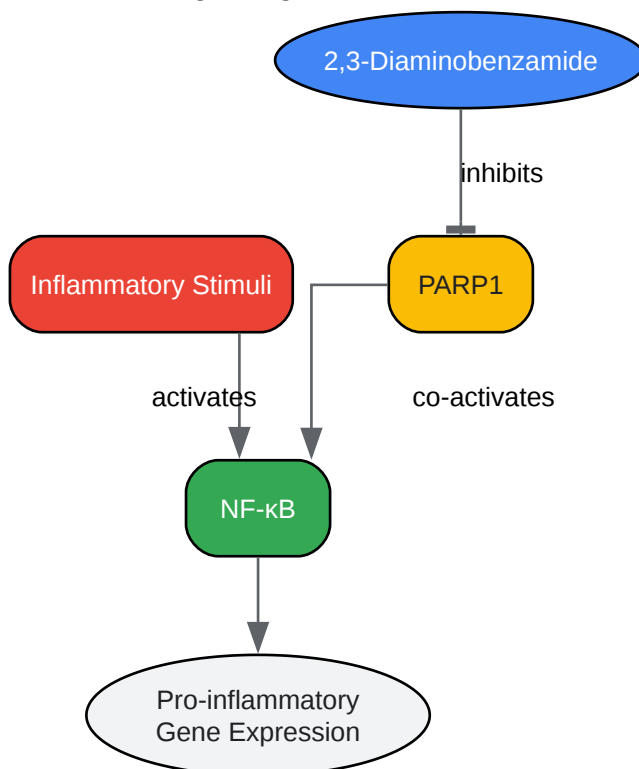 2,3-Diaminobenzamide
inhibits
Inflammatory Stimuli
PARP1
activates
co-activates
NF-κB
Pro-inflammatory
Gene Expression